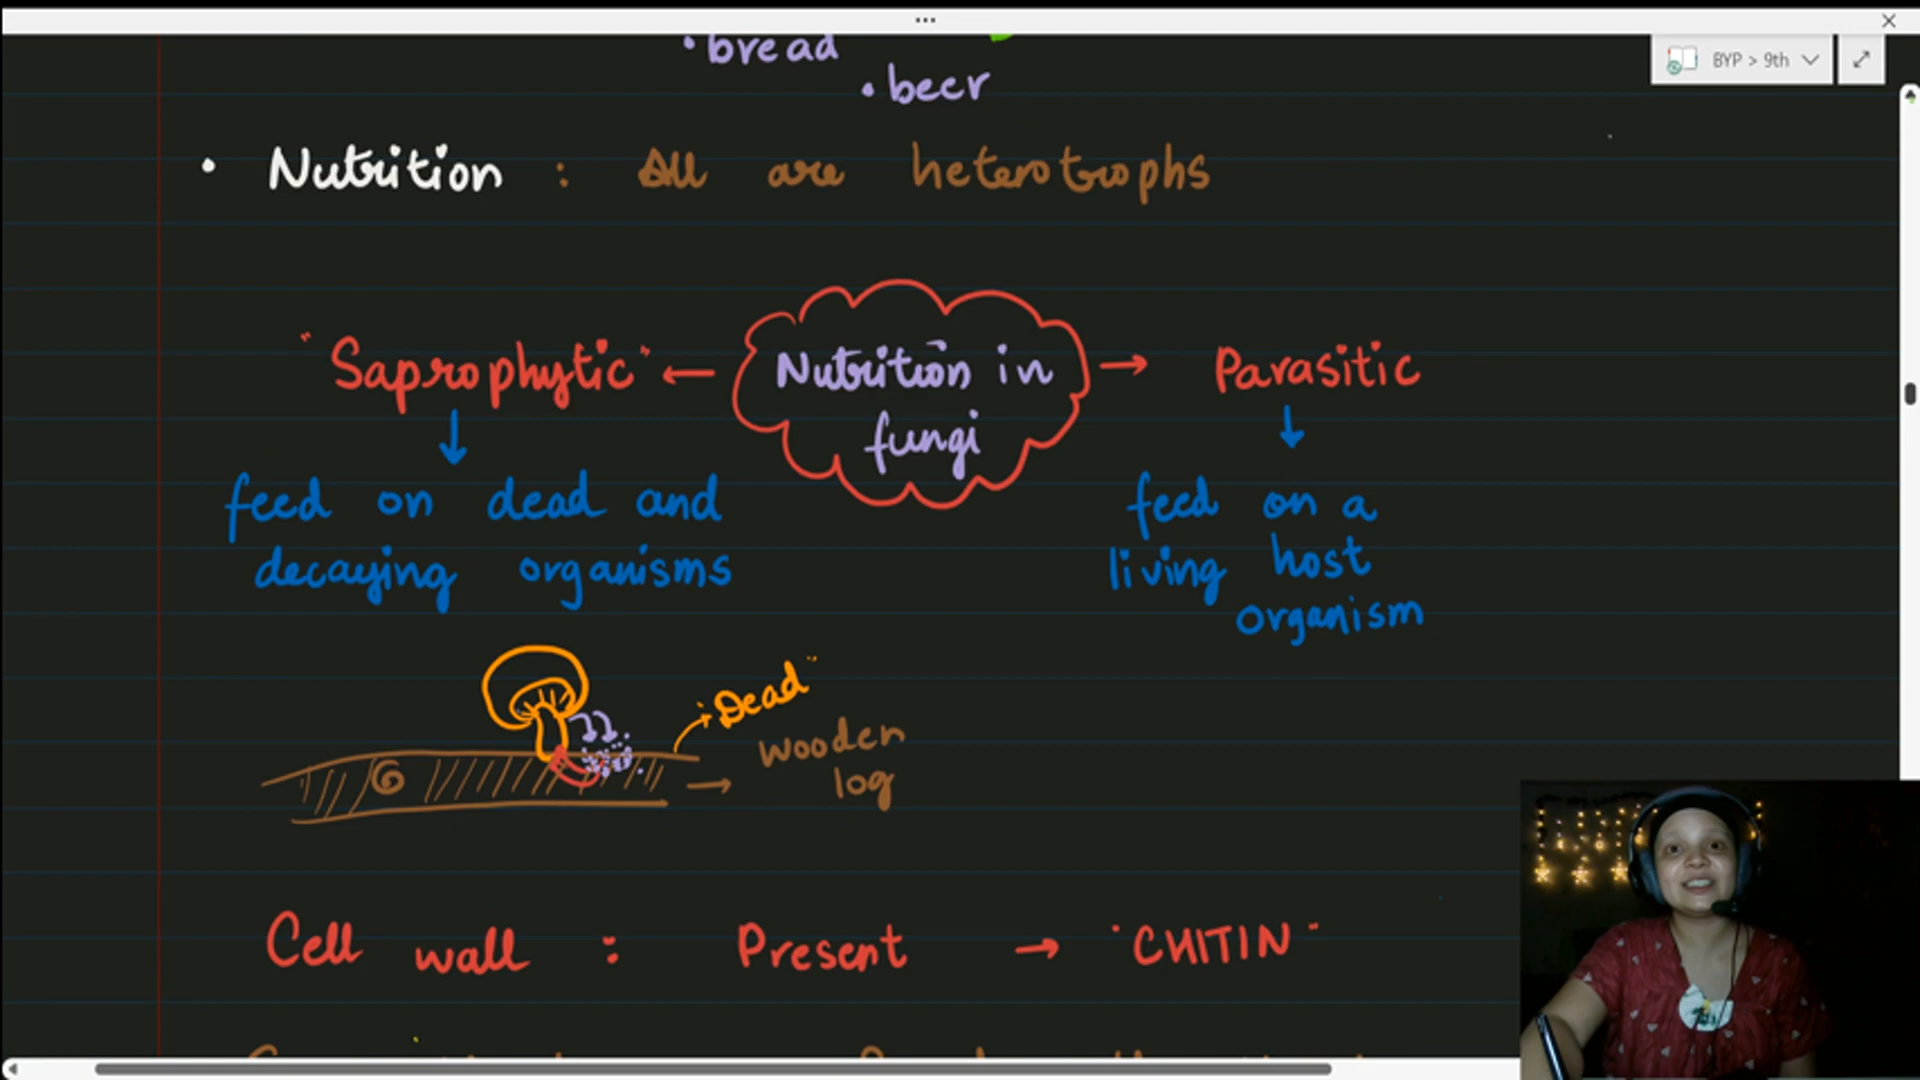 • bread
• beer
BYP > 9th
• Nutrition : All are heterotrophs
"Saprophytic" ← Nutrition in fungi → Parasitic
feed on dead and
decaying organisms
feed on a
living host
organism
"Dead"
→ wooden
log
Cell wall : Present → "CHITIN"